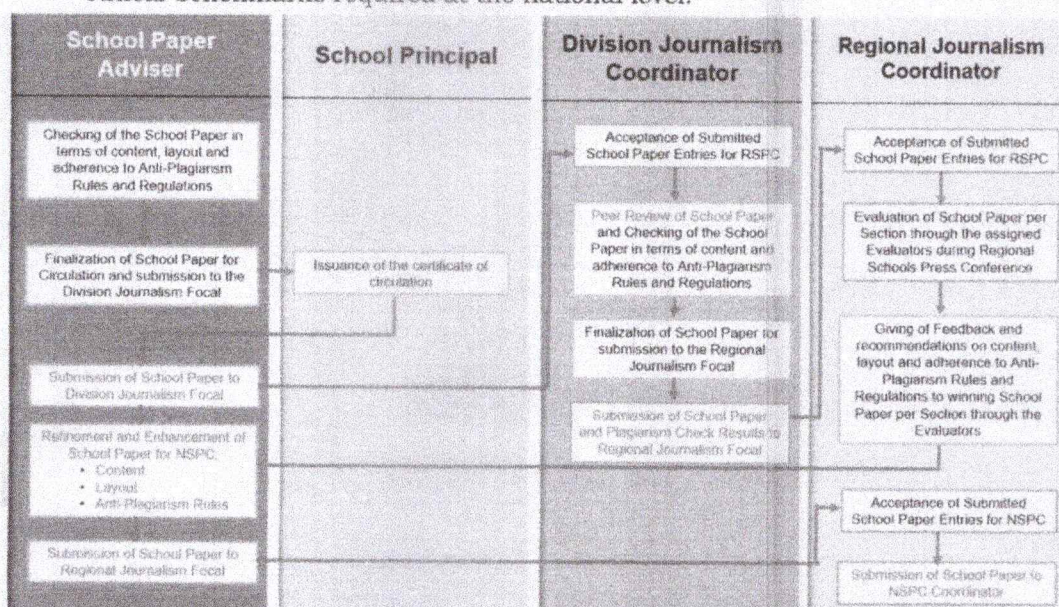 ethical benchmarks required at the national level.
School Paper
Adviser
School Principal
Division Journalism
Coordinator
Regional Journalism
Coordinator
Checking of the School Paper in
terms of content, layout and
adherence to Anti-Plagiarism
Rules and Regulations
Finalization of School Paper for
Circulation and submission to the
Division Journalism Focal
Submission of School Paper to
Division Journalism Focal
Refinement and Enhancement of
School Paper for NSPC:
• Content
• Layout
• Anti-Plagiarism Rules
Submission of School Paper to
Regional Journalism Focal
Issuance of the certificate of
circulation
Acceptance of Submitted
School Paper Entries for RSPC
Peer Review of School Paper
and Checking of the School
Paper in terms of content and
adherence to Anti-Plagiarism
Rules and Regulations
Finalization of School Paper for
submission to the Regional
Journalism Focal
Submission of School Paper
and Plagiarism Check Results to
Regional Journalism Focal
Acceptance of Submitted
School Paper Entries for RSPC
Evaluation of School Paper per
Section through the assigned
Evaluators during Regional
Schools Press Conference
Giving of Feedback and
recommendations on content,
layout and adherence to Anti-
Plagiarism Rules and
Regulations to winning School
Paper per Section through the
Evaluators
Acceptance of Submitted
School Paper Entries for NSPC
Submission of School Paper to
NSPC Coordinator